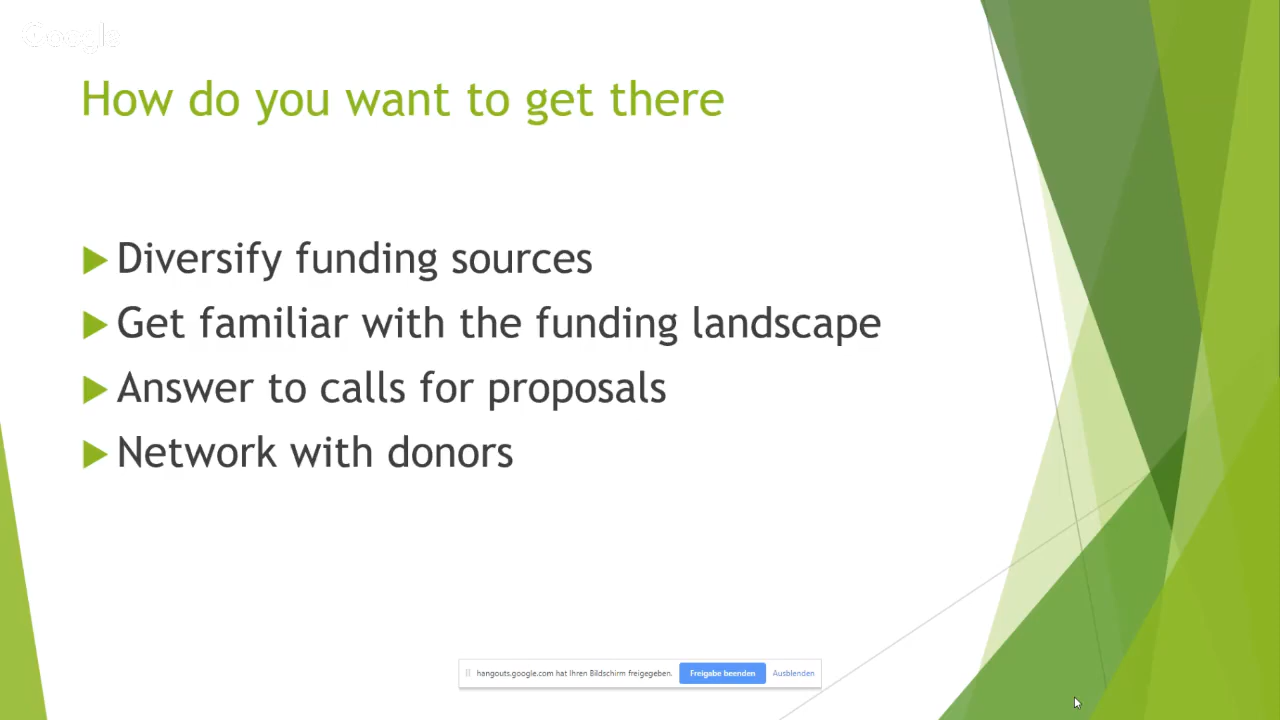 Google
How do you want to get there
Diversify funding sources
Get familiar with the funding landscape
Answer to calls for proposals
Network with donors
hangouts.google.com hat Ihren Bildschirm freigegeben. Freigabe beenden Ausblenden